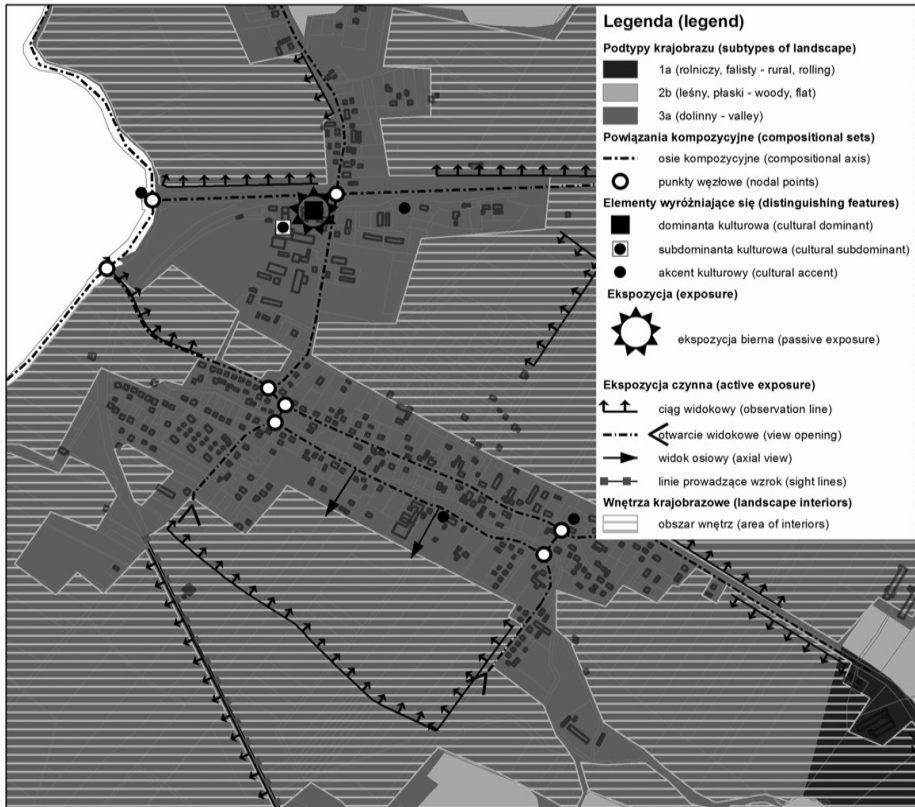 Legenda (legend)
Podtypy krajobrazu (subtypes of landscape)
1a (rolniczy, falisty - rural, rolling)
2b (leśny, płaski - woody, flat)
3a (dolinny - valley)
Powiązania kompozycyjne (compositional sets)
osie kompozycyjne (compositional axis)
punkty węzłowe (nodal points)
Elementy wyróżniające się (distinguishing features)
dominanta kulturowa (cultural dominant)
subdominanta kulturowa (cultural subdominant)
akcent kulturowy (cultural accent)
Ekspozycja (exposure)
ekspozycja bierna (passive exposure)
Ekspozycja czynna (active exposure)
ciąg widokowy (observation line)
otwarcie widokowe (view opening)
widok osiowy (axial view)
linie prowadzące wzrok (sight lines)
Wnętrza krajobrazowe (landscape interiors)
obszar wnętrz (area of interiors)